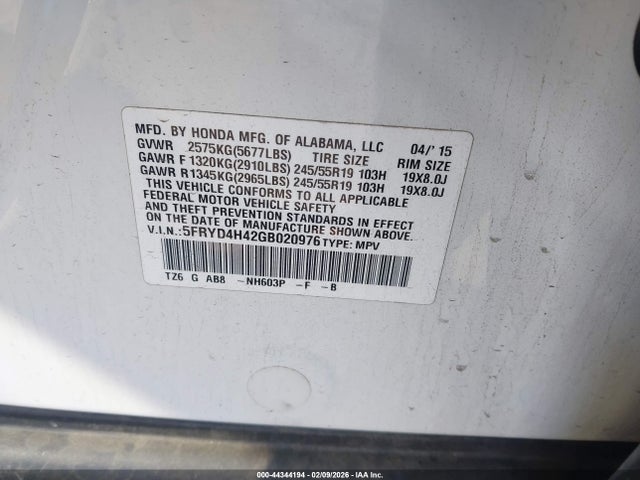 MFD. BY HONDA MFG. OF ALABAMA, LLC 04/'15
GVWR 2575KG(5677LBS) TIRE SIZE RIM SIZE
GAWR F 1320KG(2910LBS) 245/55R19 103H 19X8.0J
GAWR R 1345KG(2965LBS) 245/55R19 103H 19X8.0J
THIS VEHICLE CONFORMS TO ALL APPLICABLE
FEDERAL MOTOR VEHICLE SAFETY
AND THEFT PREVENTION STANDARDS IN EFFECT
ON THE DATE OF MANUFACTURE SHOWN ABOVE.
V.I.N.:5FRYD4H42GB020976 TYPE: MPV
TZ6 G AB8 -NH603P -F -B
000-44344194 - 02/09/2026 - IAA Inc.